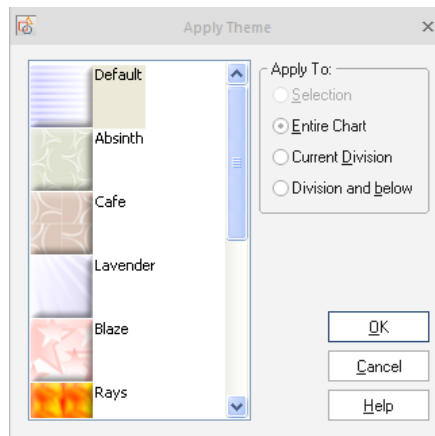 Apply Theme
Default
Absinth
Cafe
Lavender
Blaze
Rays
Apply To:
Selection
Entire Chart
Current Division
Division and below
OK
Cancel
Help